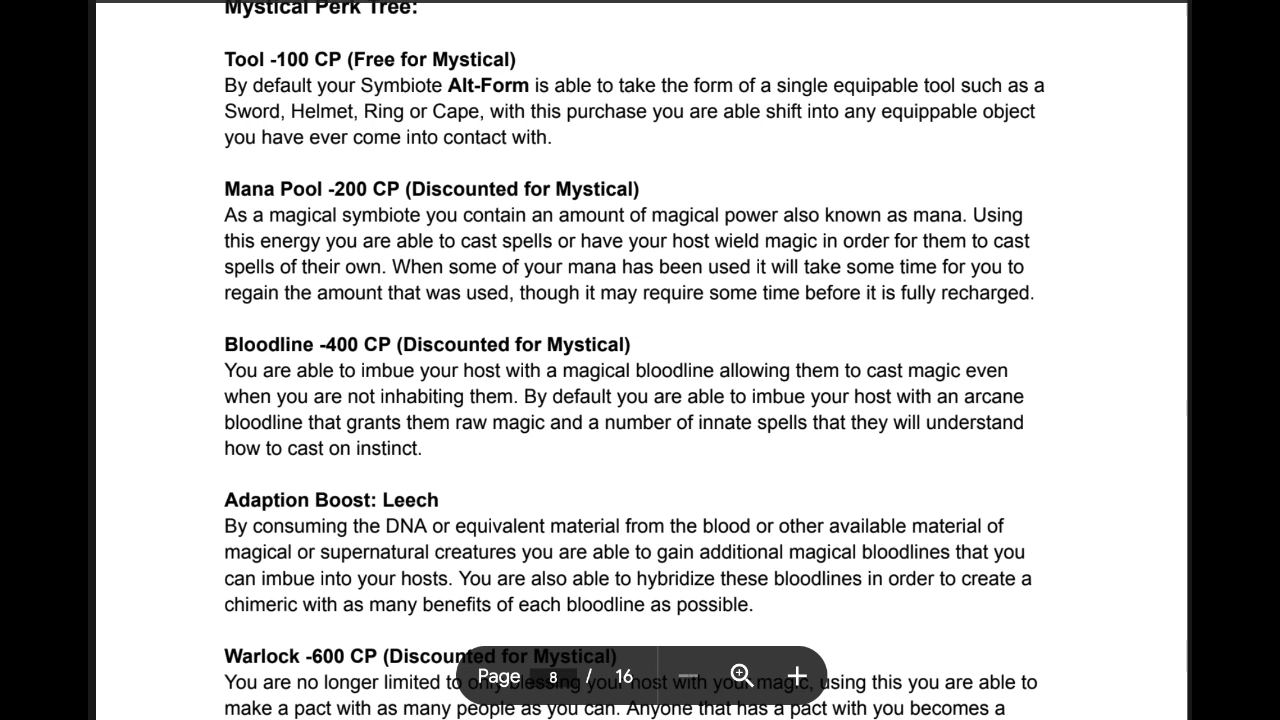 Mystical Perk Tree:
Tool -100 CP (Free for Mystical)
By default your Symbiote Alt-Form is able to take the form of a single equipable tool such as a
Sword, Helmet, Ring or Cape, with this purchase you are able shift into any equippable object
you have ever come into contact with.
Mana Pool -200 CP (Discounted for Mystical)
As a magical symbiote you contain an amount of magical power also known as mana. Using
this energy you are able to cast spells or have your host wield magic in order for them to cast
spells of their own. When some of your mana has been used it will take some time for you to
regain the amount that was used, though it may require some time before it is fully recharged.
Bloodline -400 CP (Discounted for Mystical)
You are able to imbue your host with a magical bloodline allowing them to cast magic even
when you are not inhabiting them. By default you are able to imbue your host with an arcane
bloodline that grants them raw magic and a number of innate spells that they will understand
how to cast on instinct.
Adaption Boost: Leech
By consuming the DNA or equivalent material from the blood or other available material of
magical or supernatural creatures you are able to gain additional magical bloodlines that you
can imbue into your hosts. You are also able to hybridize these bloodlines in order to create a
chimeric with as many benefits of each bloodline as possible.
Warlock -600 CP (Discounted for Mystical)
You are no longer limited to only blessing your host with your magic, using this you are able to
make a pact with as many people as you can. Anyone that has a pact with you becomes a
Page 8 / 16